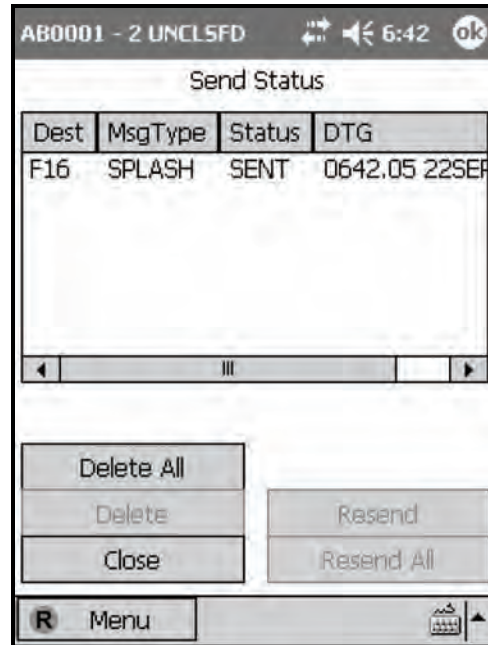 AB0001 - 2 UNCLSFD 6:42 ok
Send Status
Dest MsgType Status DTG
F16 SPLASH SENT 0642.05 22SEP
Delete All
Delete Resend
Close Resend All
R Menu